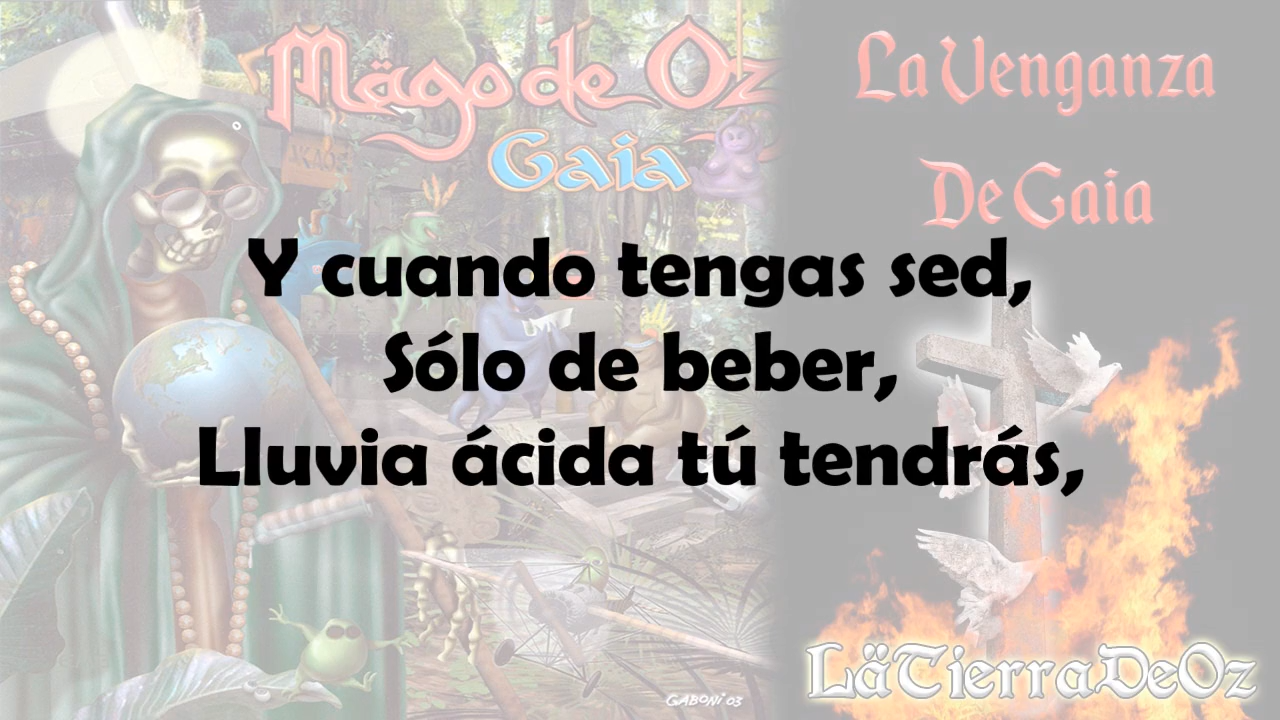 Mägo de Oz
Gaia
La Venganza
De Gaia
Y cuando tengas sed,
Sólo de beber,
Lluvia ácida tú tendrás,
LäTierraDeOz
GABONI 03